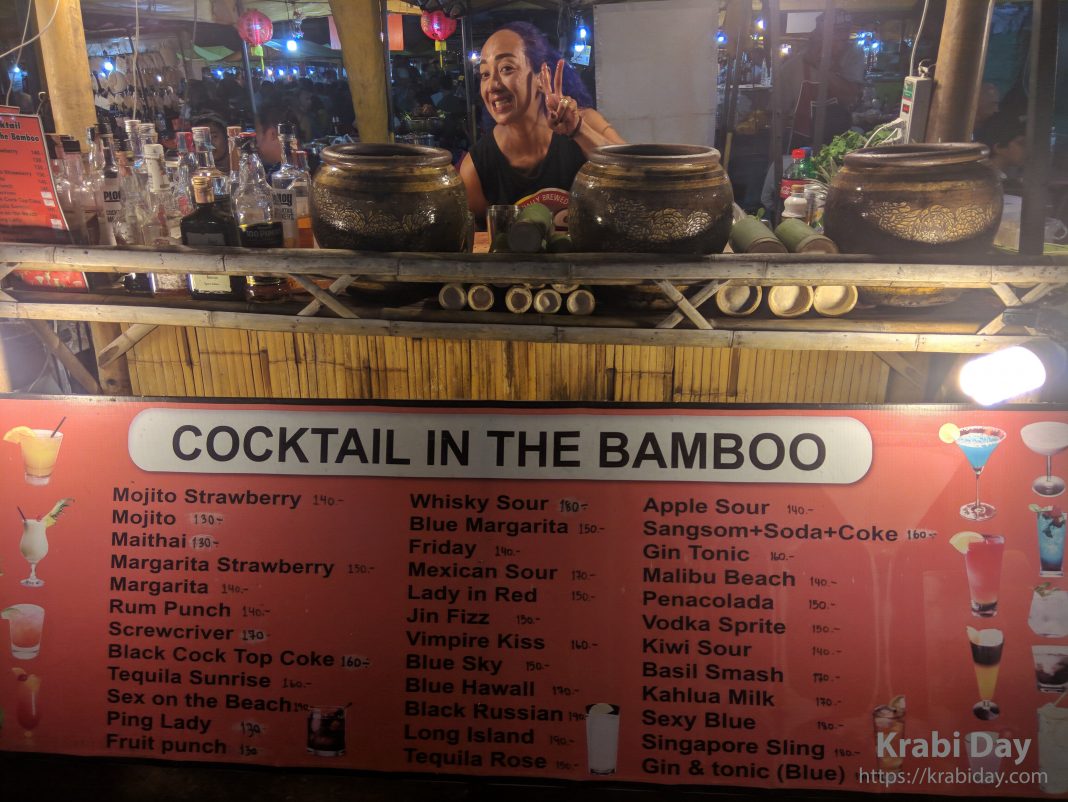 Cocktail
the Bamboo
COCKTAIL IN THE BAMBOO
Mojito Strawberry 140.-
Mojito 130-
Maithai 130-
Margarita Strawberry 150.-
Margarita 140.-
Rum Punch 140.-
Screwcriver 170
Black Cock Top Coke 160-
Tequila Sunrise 160.-
Sex on the Beach 190.-
Ping Lady 130
Fruit punch 130
Whisky Sour 180-
Blue Margarita 150.-
Friday 140.-
Mexican Sour 170.-
Lady in Red 150.-
Jin Fizz 150.-
Vimpire Kiss 160.-
Blue Sky 150.-
Blue Hawall 170.-
Black Russian 190-
Long Island 190.-
Tequila Rose 150.-
Apple Sour 140.-
Sangsom+Soda+Coke 160-
Gin Tonic 160.-
Malibu Beach 140.-
Penacolada 150.-
Vodka Sprite 150.-
Kiwi Sour 140.-
Basil Smash 170.-
Kahlua Milk 170.-
Sexy Blue 180.-
Singapore Sling 180.-
Gin & tonic (Blue)
Krabi Day
https://krabiday.com